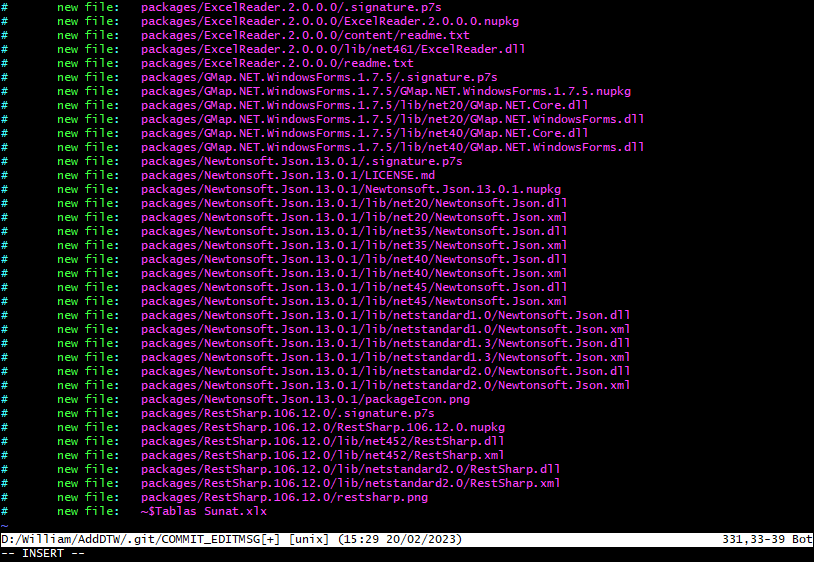 #       new file:   packages/ExcelReader.2.0.0.0/.signature.p7s
#       new file:   packages/ExcelReader.2.0.0.0/ExcelReader.2.0.0.0.nupkg
#       new file:   packages/ExcelReader.2.0.0.0/content/readme.txt
#       new file:   packages/ExcelReader.2.0.0.0/lib/net461/ExcelReader.dll
#       new file:   packages/ExcelReader.2.0.0.0/readme.txt
#       new file:   packages/GMap.NET.WindowsForms.1.7.5/.signature.p7s
#       new file:   packages/GMap.NET.WindowsForms.1.7.5/GMap.NET.WindowsForms.1.7.5.nupkg
#       new file:   packages/GMap.NET.WindowsForms.1.7.5/lib/net20/GMap.NET.Core.dll
#       new file:   packages/GMap.NET.WindowsForms.1.7.5/lib/net20/GMap.NET.WindowsForms.dll
#       new file:   packages/GMap.NET.WindowsForms.1.7.5/lib/net40/GMap.NET.Core.dll
#       new file:   packages/GMap.NET.WindowsForms.1.7.5/lib/net40/GMap.NET.WindowsForms.dll
#       new file:   packages/Newtonsoft.Json.13.0.1/.signature.p7s
#       new file:   packages/Newtonsoft.Json.13.0.1/LICENSE.md
#       new file:   packages/Newtonsoft.Json.13.0.1/Newtonsoft.Json.13.0.1.nupkg
#       new file:   packages/Newtonsoft.Json.13.0.1/lib/net20/Newtonsoft.Json.dll
#       new file:   packages/Newtonsoft.Json.13.0.1/lib/net20/Newtonsoft.Json.xml
#       new file:   packages/Newtonsoft.Json.13.0.1/lib/net35/Newtonsoft.Json.dll
#       new file:   packages/Newtonsoft.Json.13.0.1/lib/net35/Newtonsoft.Json.xml
#       new file:   packages/Newtonsoft.Json.13.0.1/lib/net40/Newtonsoft.Json.dll
#       new file:   packages/Newtonsoft.Json.13.0.1/lib/net40/Newtonsoft.Json.xml
#       new file:   packages/Newtonsoft.Json.13.0.1/lib/net45/Newtonsoft.Json.dll
#       new file:   packages/Newtonsoft.Json.13.0.1/lib/net45/Newtonsoft.Json.xml
#       new file:   packages/Newtonsoft.Json.13.0.1/lib/netstandard1.0/Newtonsoft.Json.dll
#       new file:   packages/Newtonsoft.Json.13.0.1/lib/netstandard1.0/Newtonsoft.Json.xml
#       new file:   packages/Newtonsoft.Json.13.0.1/lib/netstandard1.3/Newtonsoft.Json.dll
#       new file:   packages/Newtonsoft.Json.13.0.1/lib/netstandard1.3/Newtonsoft.Json.xml
#       new file:   packages/Newtonsoft.Json.13.0.1/lib/netstandard2.0/Newtonsoft.Json.dll
#       new file:   packages/Newtonsoft.Json.13.0.1/lib/netstandard2.0/Newtonsoft.Json.xml
#       new file:   packages/Newtonsoft.Json.13.0.1/packageIcon.png
#       new file:   packages/RestSharp.106.12.0/.signature.p7s
#       new file:   packages/RestSharp.106.12.0/RestSharp.106.12.0.nupkg
#       new file:   packages/RestSharp.106.12.0/lib/net452/RestSharp.dll
#       new file:   packages/RestSharp.106.12.0/lib/net452/RestSharp.xml
#       new file:   packages/RestSharp.106.12.0/lib/netstandard2.0/RestSharp.dll
#       new file:   packages/RestSharp.106.12.0/lib/netstandard2.0/RestSharp.xml
#       new file:   packages/RestSharp.106.12.0/restsharp.png
#       new file:   ~$Tablas Sunat.xlx
~
D:/William/AddDTW/.git/COMMIT_EDITMSG[+] [unix] (15:29 20/02/2023) 331,33-39 Bot
-- INSERT --